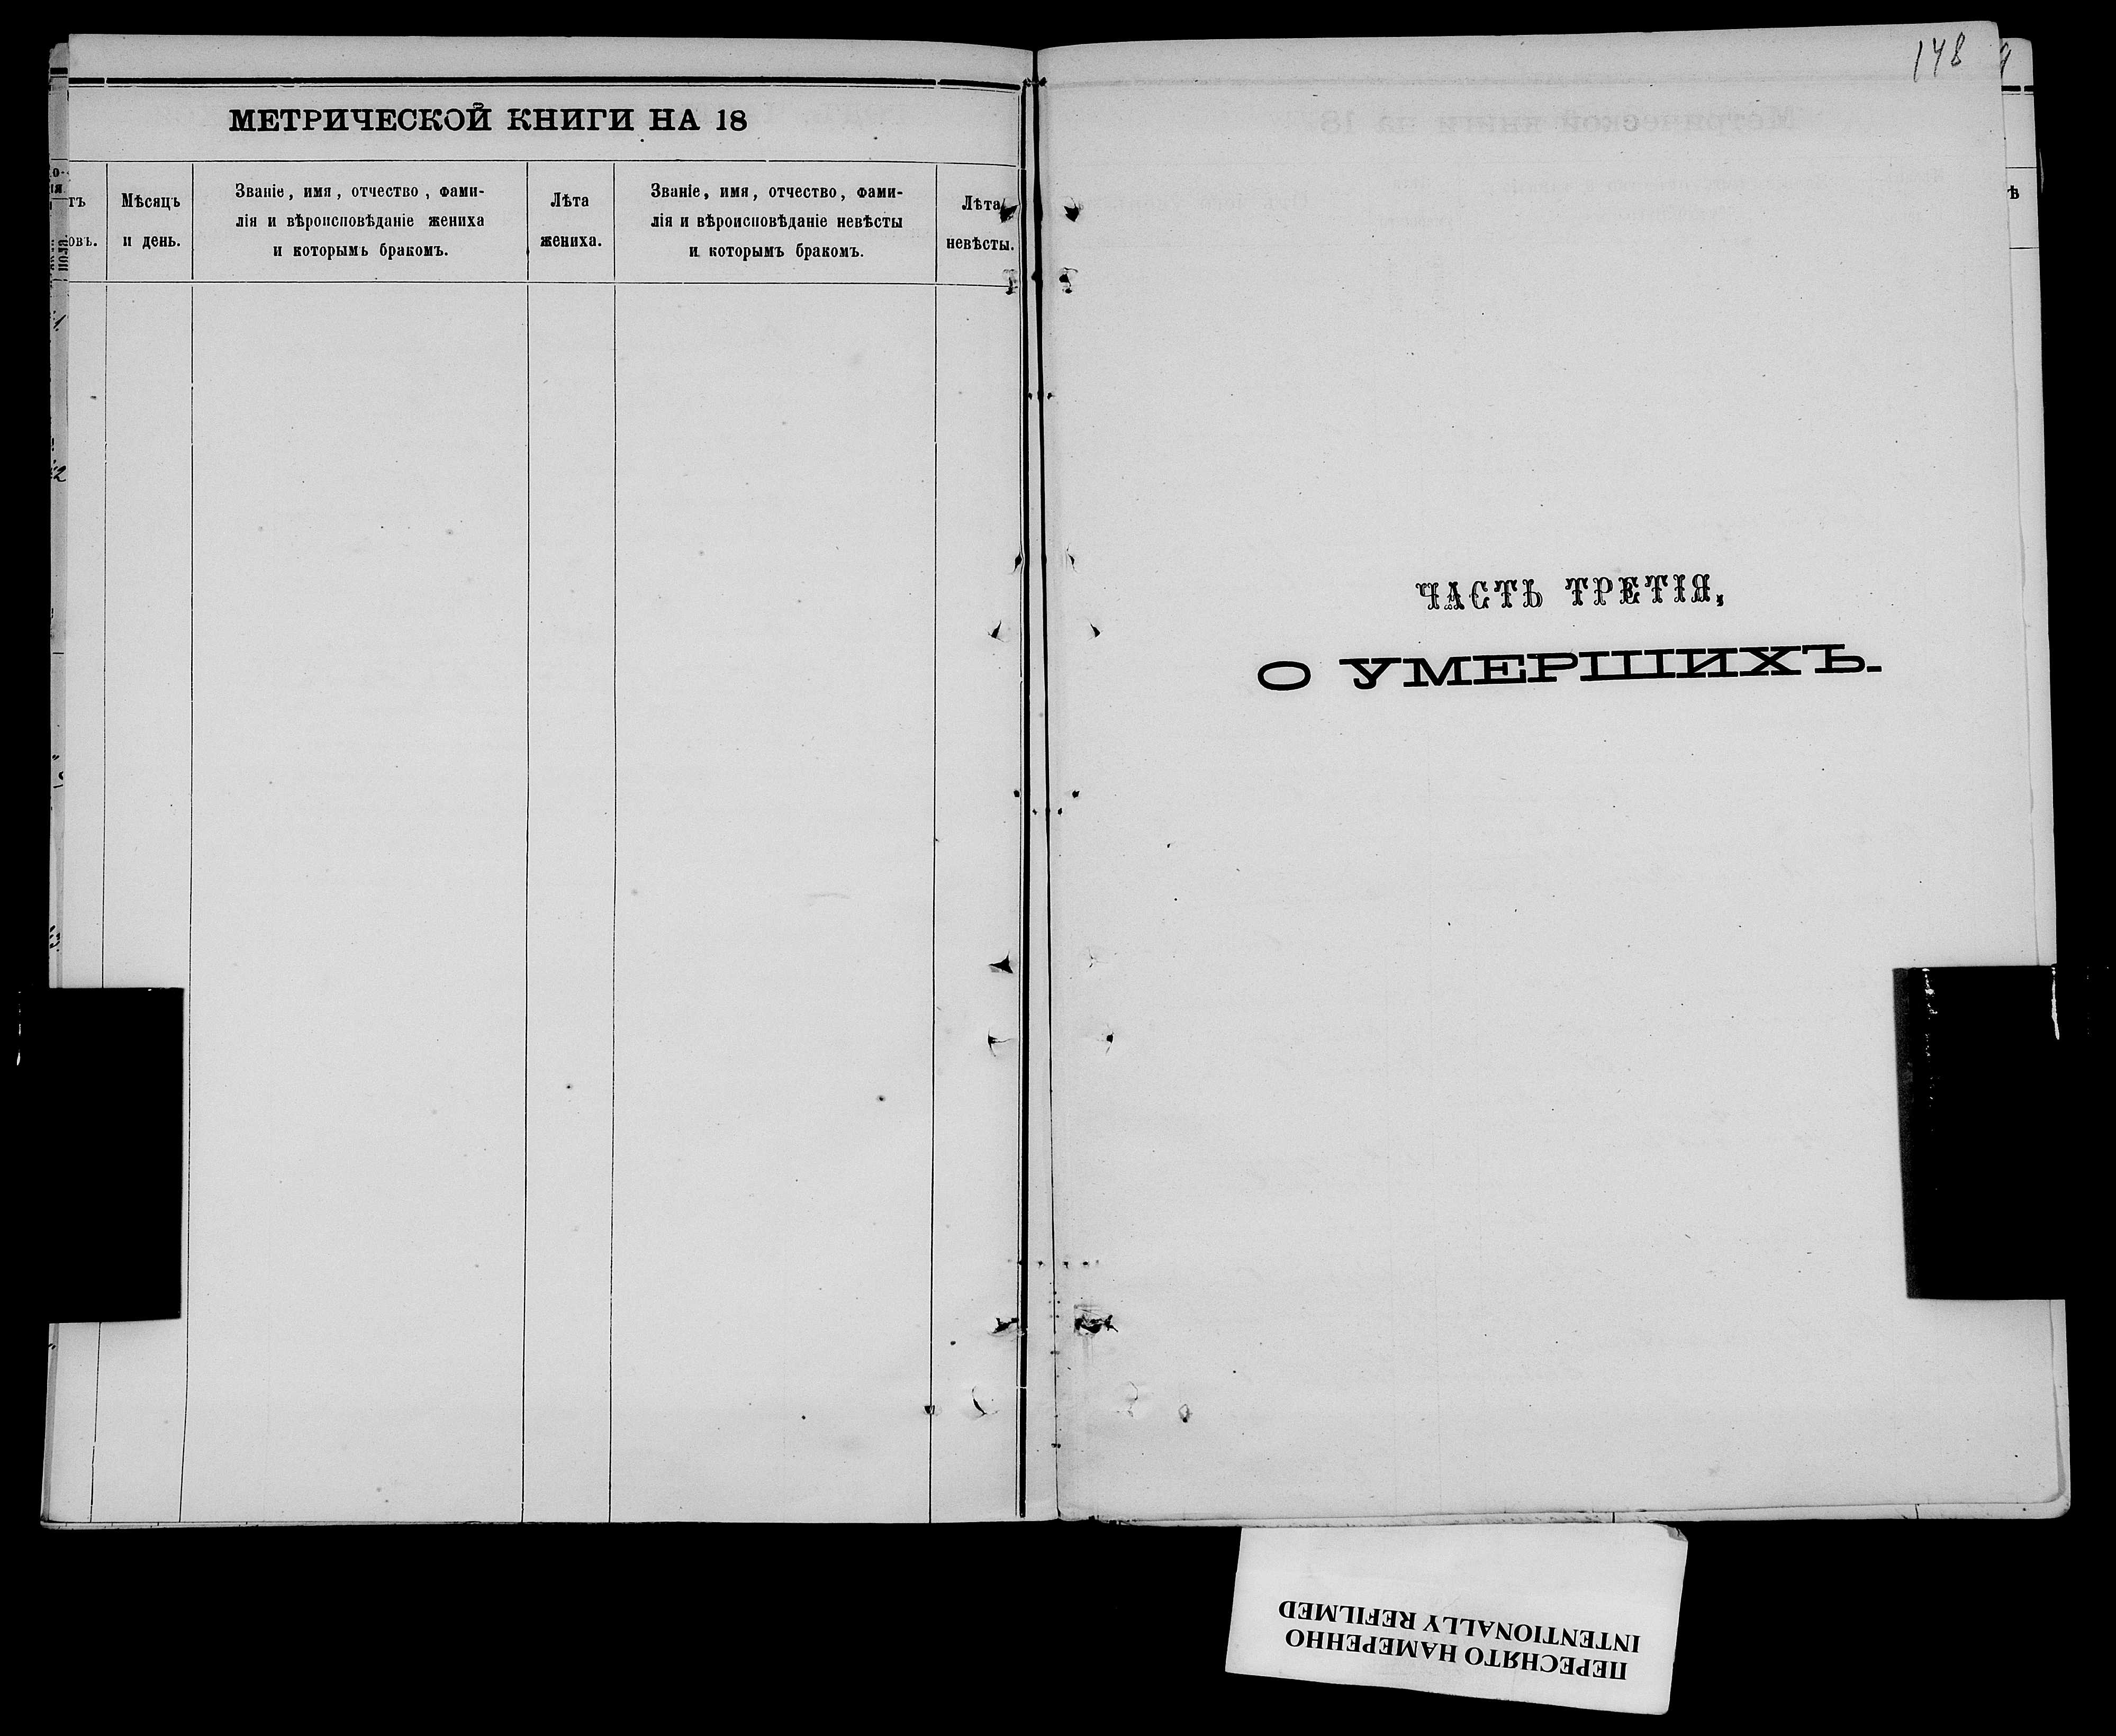 МЕТРИЧЕСКОЙ КНИГИ НА 18
Мѣсяцъ
и день.
Званіе, имя, отчество, фами-
лія и вѣроисповѣданіе жениха
и которымъ бракомъ.
Лѣта
жениха.
Званіе, имя, отчество, фами-
лія и вѣроисповѣданіе невѣсты
и которымъ бракомъ.
Лѣта
невѣсты.
148
ЧАСТЬ ТРЕТІЯ,
О УМЕРШИХЪ.
ПЕРЕСНЯТО НАМЕРЕННО
INTENTIONALLY REFILMED